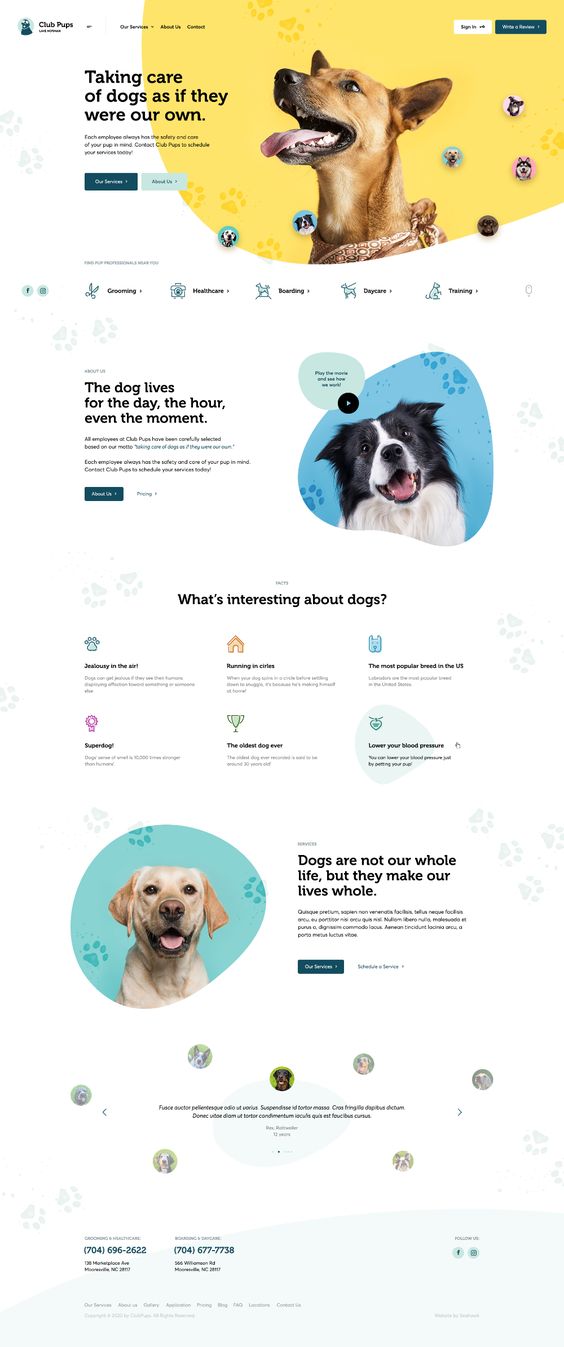 Club Pups
LAKE NORMAN
Our Services
About Us
Contact
Sign In
Write a Review
Taking care
of dogs as if they
were our own.
Each employee always has the safety and care
of your pup in mind. Contact Club Pups to schedule
your services today!
Our Services
About Us
FIND PUP PROFESSIONALS NEAR YOU
Grooming
Healthcare
Boarding
Daycare
Training
ABOUT US
The dog lives
for the day, the hour,
even the moment.
All employees at Club Pups have been carefully selected
based on our motto "taking care of dogs as if they were our own."
Each employee always has the safety and care of your pup in mind.
Contact Club Pups to schedule your services today!
About Us
Pricing
Play the movie
and see how
we work!
FACTS
What's interesting about dogs?
Jealousy in the air!
Dogs can get jealous if they see their humans
displaying affection toward something or someone
else.
Running in cirles
When your dog spins in a circle before settling
down to snuggle, it's because he's making himself
at home!
The most popular breed in the US
Labradors are the most popular breed
in the United States.
Superdog!
Dogs' sense of smell is 10,000 times stronger
than humans'.
The oldest dog ever
The oldest dog ever recorded is said to be
around 30 years old!
Lower your blood pressure
You can lower your blood pressure just
by petting your pup!
SERVICES
Dogs are not our whole
life, but they make our
lives whole.
Quisque pretium, sapien non venenatis facilisis, tellus neque facilisis
arcu, eu porttitor nisi arcu quis nisl. Nullam libero nulla, malesuada et
purus a, dignissim commodo lacus. Aenean tincidunt lacinia arcu, a
porta metus luctus vitae.
Our Services
Schedule a Service
Fusce auctor pellentesque odio ut varius. Suspendisse id tortor massa. Cras fringilla dapibus dictum.
Donec vitae diam ut tortor condimentum iaculis quis est faucibus cursus.
Rex, Rottweiler
12 years
GROOMING & HEALTHCARE:
(704) 696-2622
138 Marketplace Ave
Mooresville, NC 28117
BOARDING & DAYCARE:
(704) 677-7738
566 Williamson Rd
Mooresville, NC 28117
FOLLOW US:
Our Services
About us
Gallery
Application
Pricing
Blog
FAQ
Locations
Contact Us
Copyright © 2020 by ClubPups. All Rights Reserved.
Website by